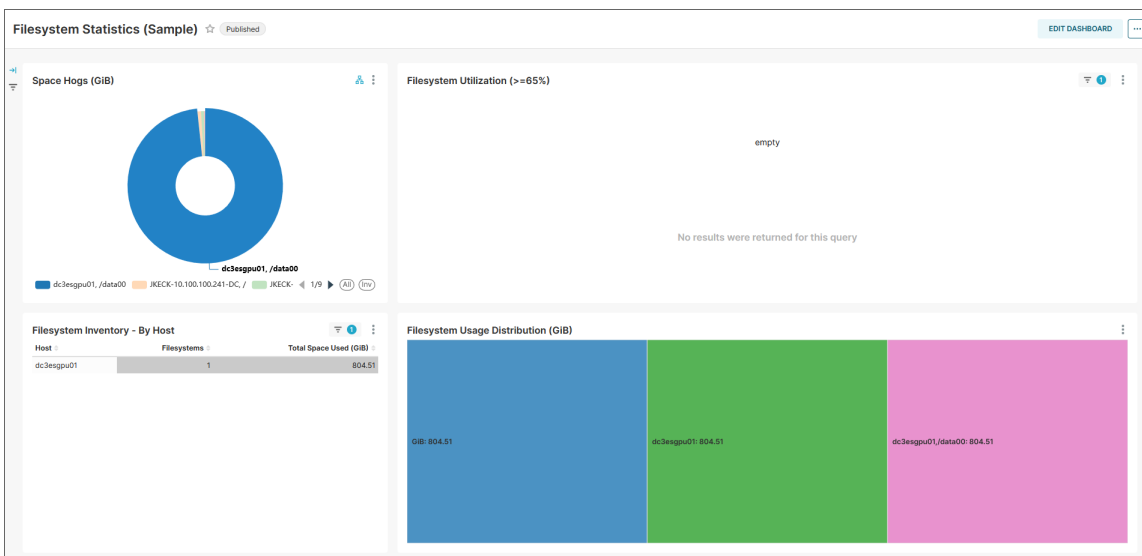 Filesystem Statistics (Sample) Published EDIT DASHBOARD ...
Space Hogs (GiB)
dc3esgpu01, /data00
dc3esgpu01, /data00 JKECK-10.100.100.241-DC, / JKECK- 1/9 All Inv
Filesystem Utilization (>=65%) 1
empty
No results were returned for this query
Filesystem Inventory - By Host 1
Host Filesystems Total Space Used (GiB)
dc3esgpu01 1 804.51
Filesystem Usage Distribution (GiB)
GiB: 804.51 dc3esgpu01: 804.51 dc3esgpu01,/data00: 804.51